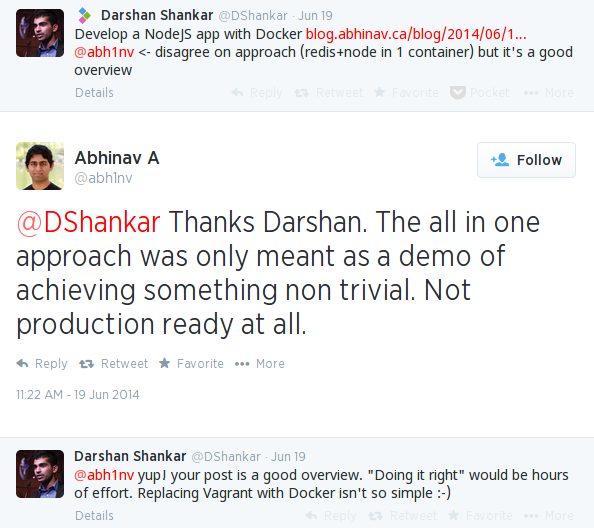 Darshan Shankar @DShankar · Jun 19
Develop a NodeJS app with Docker blog.abhinav.ca/blog/2014/06/1...
@abh1nv <- disagree on approach (redis+node in 1 container) but it's a good
overview
Details Reply Retweet Favorite Pocket ••• More
Abhinav A
@abh1nv
Follow
@DShankar Thanks Darshan. The all in one
approach was only meant as a demo of
achieving something non trivial. Not
production ready at all.
Reply Retweet Favorite ••• More
11:22 AM - 19 Jun 2014
Darshan Shankar @DShankar · Jun 19
@abh1nv yup! your post is a good overview. "Doing it right" would be hours
of effort. Replacing Vagrant with Docker isn't so simple :-)
Details Reply Retweet Favorite ••• More